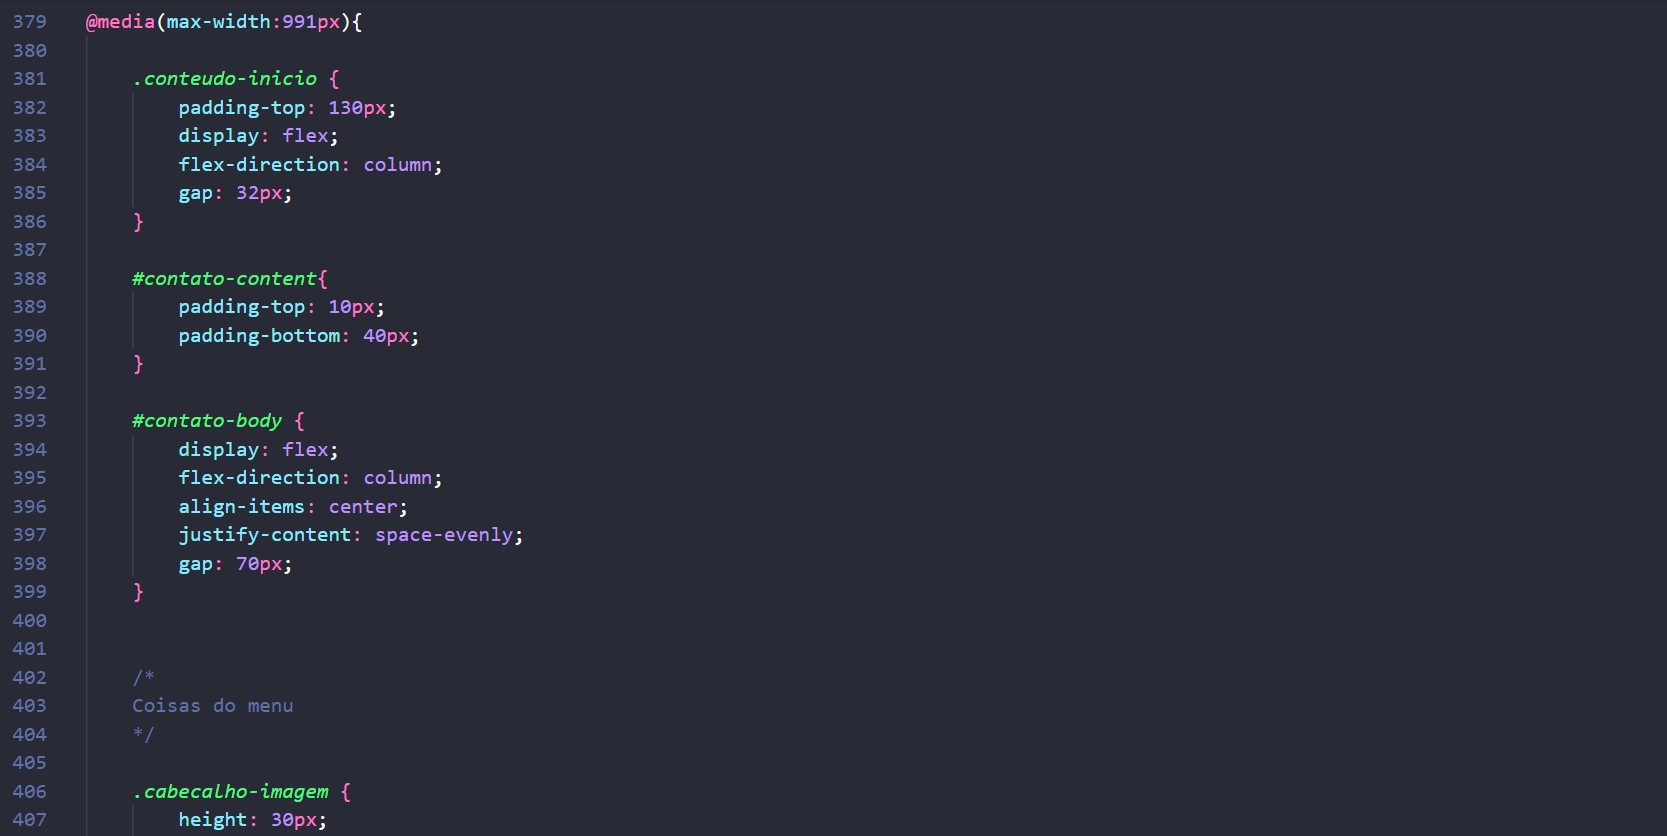 379 @media(max-width:991px){
380
381 .conteudo-inicio {
382 padding-top: 130px;
383 display: flex;
384 flex-direction: column;
385 gap: 32px;
386 }
387
388 #contato-content{
389 padding-top: 10px;
390 padding-bottom: 40px;
391 }
392
393 #contato-body {
394 display: flex;
395 flex-direction: column;
396 align-items: center;
397 justify-content: space-evenly;
398 gap: 70px;
399 }
400
401
402 /*
403 Coisas do menu
404 */
405
406 .cabecalho-imagem {
407 height: 30px;